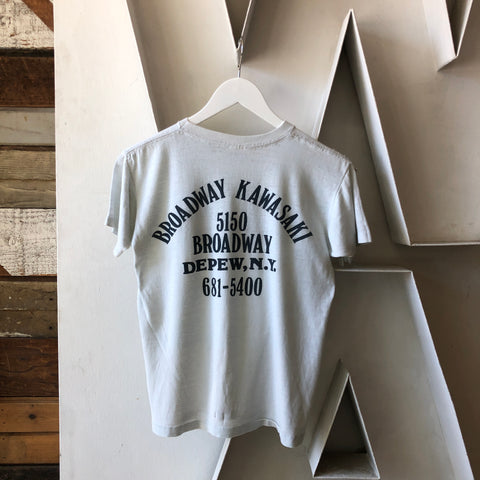 BROADWAY KAWASAKI
5150
BROADWAY
DEPEW, N.Y.
681-5400